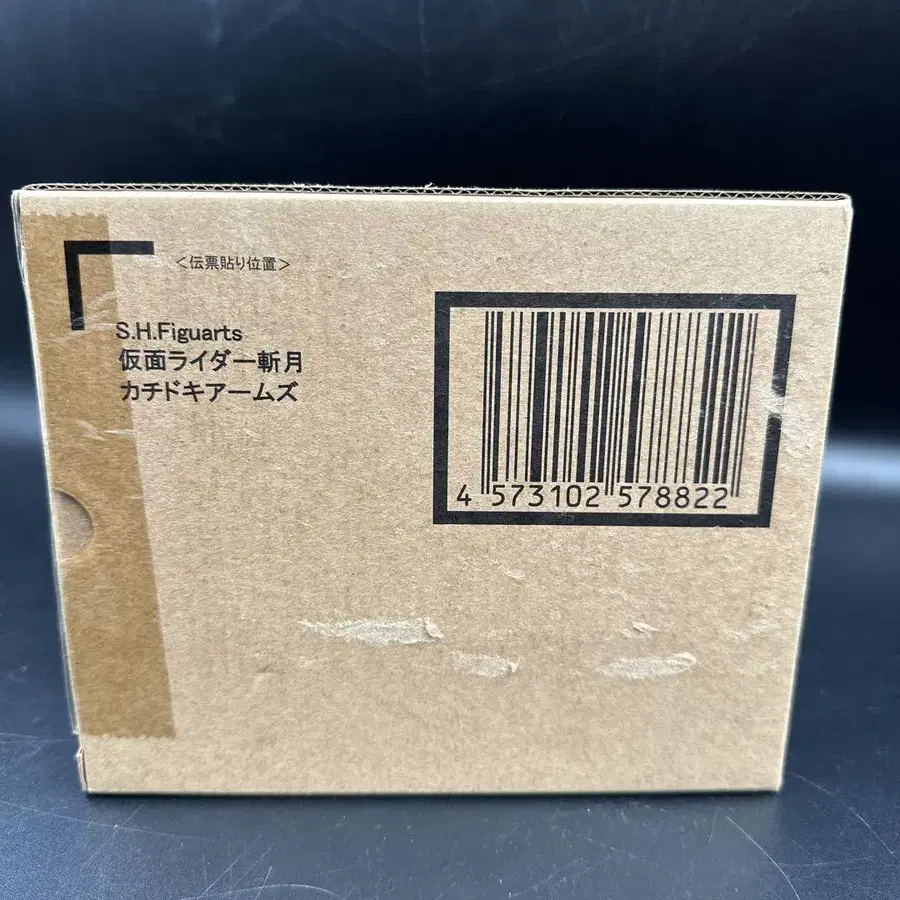 <伝票貼り位置>
S.H.Figuarts
仮面ライダー斬月
カチドキアームズ
4 573102 578822